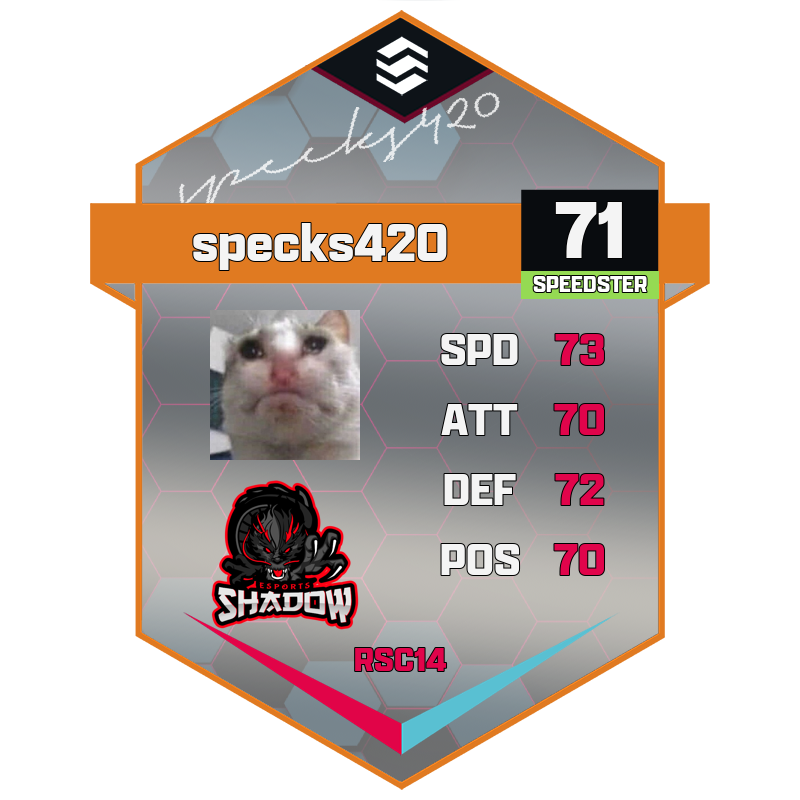 specks420
specks420 71
SPEEDSTER
SPD 73
ATT 70
DEF 72
POS 70
ESPORTS
SHADOW
RSC14